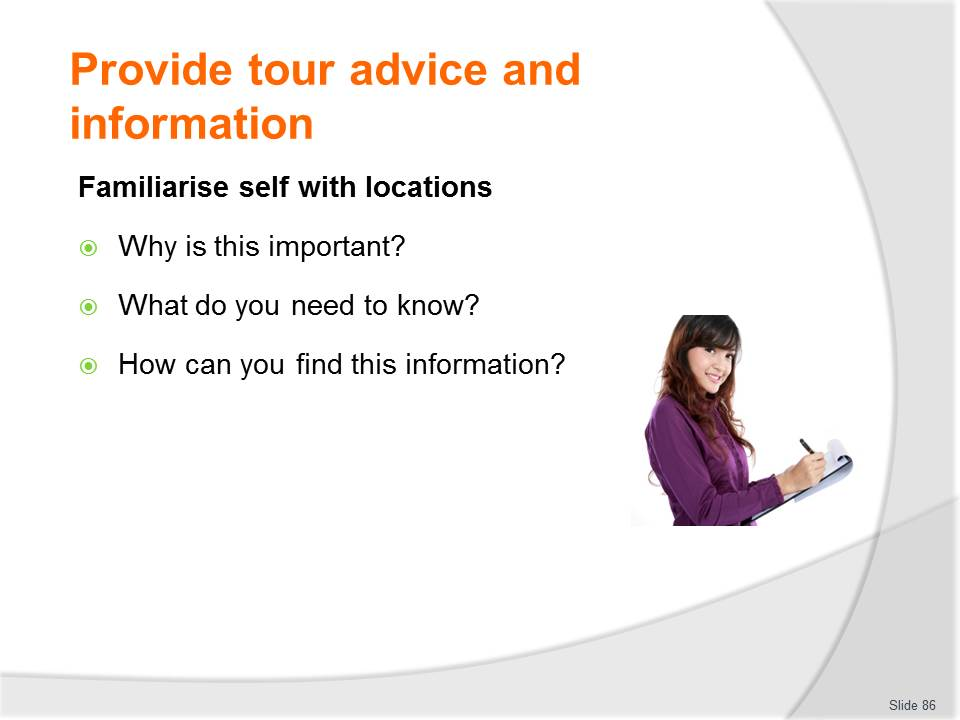 Provide tour advice and
information
Familiarise self with locations
Why is this important?
What do you need to know?
How can you find this information?
Slide 86